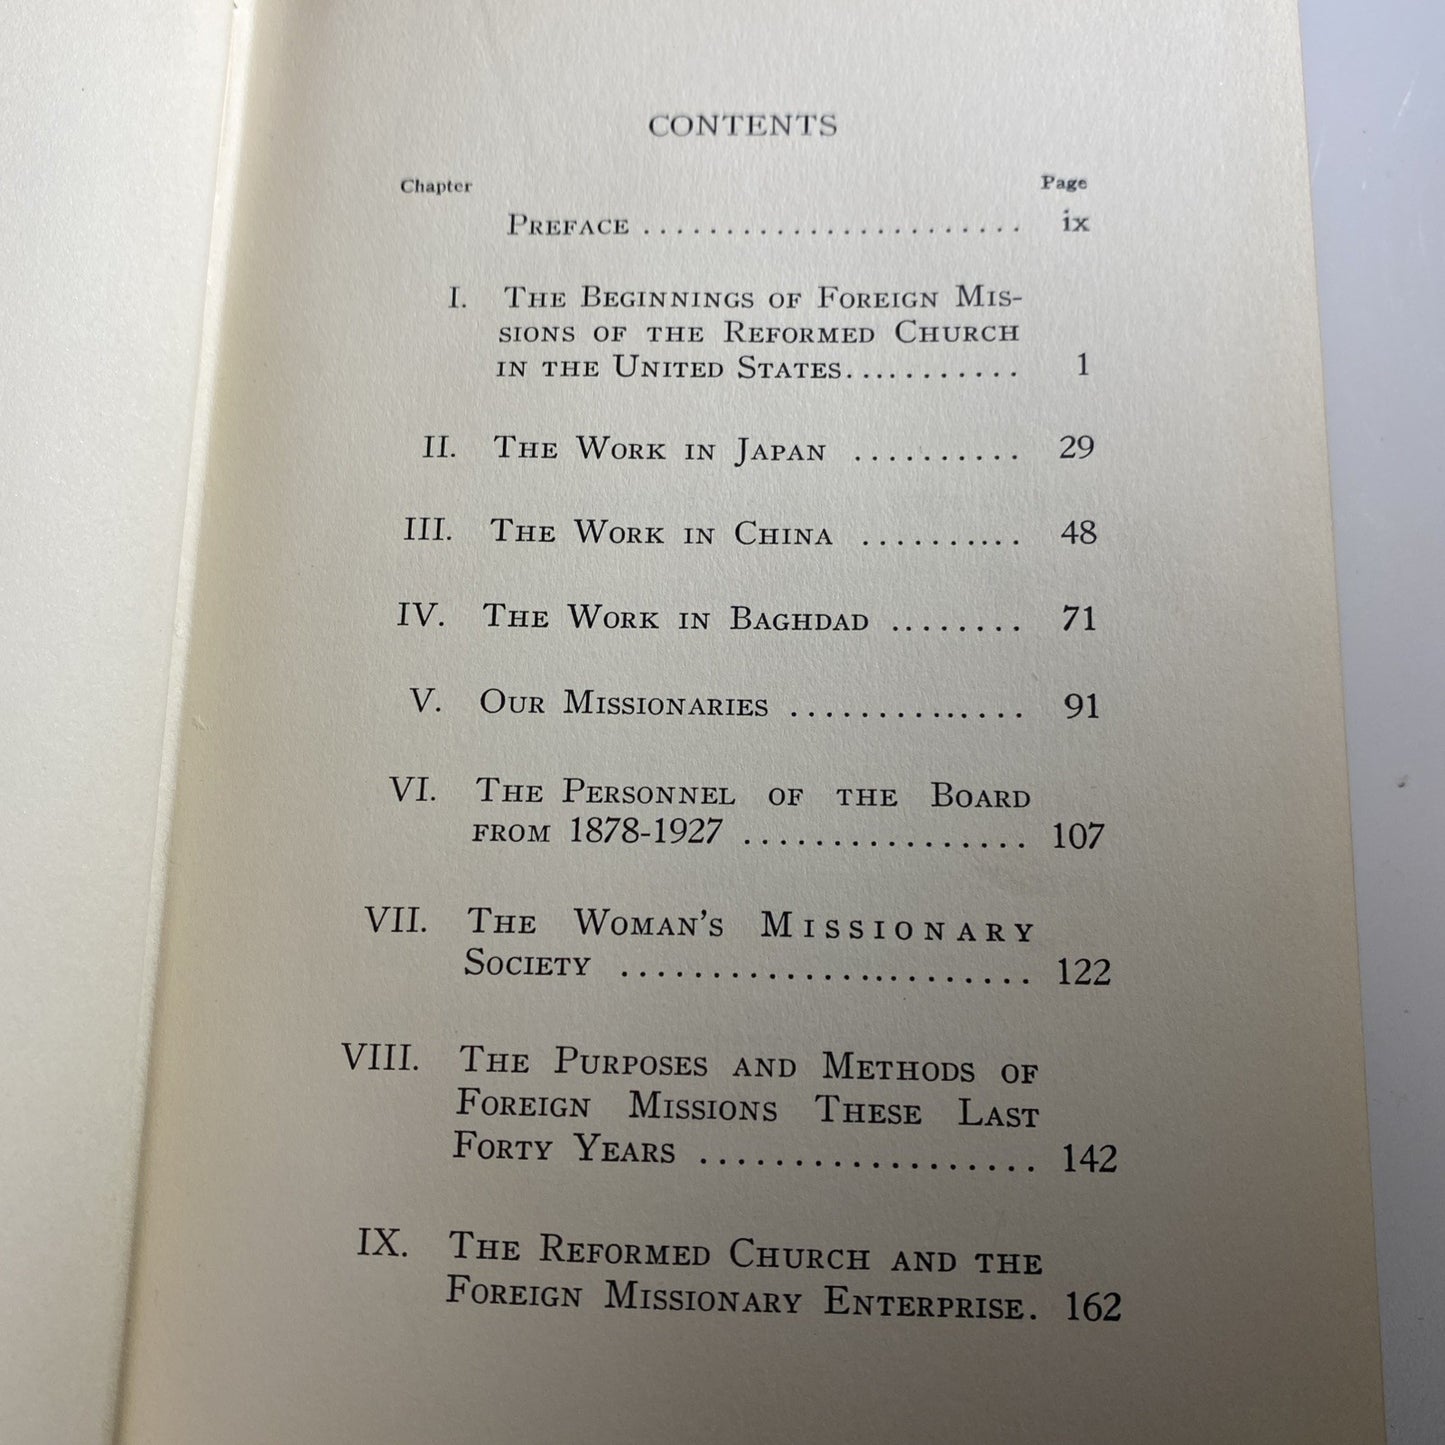 CONTENTS
Chapter Page
PREFACE ........................ ix
I. THE BEGINNINGS OF FOREIGN MIS-
SIONS OF THE REFORMED CHURCH
IN THE UNITED STATES........... 1
II. THE WORK IN JAPAN .......... 29
III. THE WORK IN CHINA .......... 48
IV. THE WORK IN BAGHDAD ........ 71
V. OUR MISSIONARIES .............. 91
VI. THE PERSONNEL OF THE BOARD
FROM 1878-1927 ................ 107
VII. THE WOMAN'S MISSIONARY
SOCIETY ....................... 122
VIII. THE PURPOSES AND METHODS OF
FOREIGN MISSIONS THESE LAST
FORTY YEARS .................. 142
IX. THE REFORMED CHURCH AND THE
FOREIGN MISSIONARY ENTERPRISE. 162